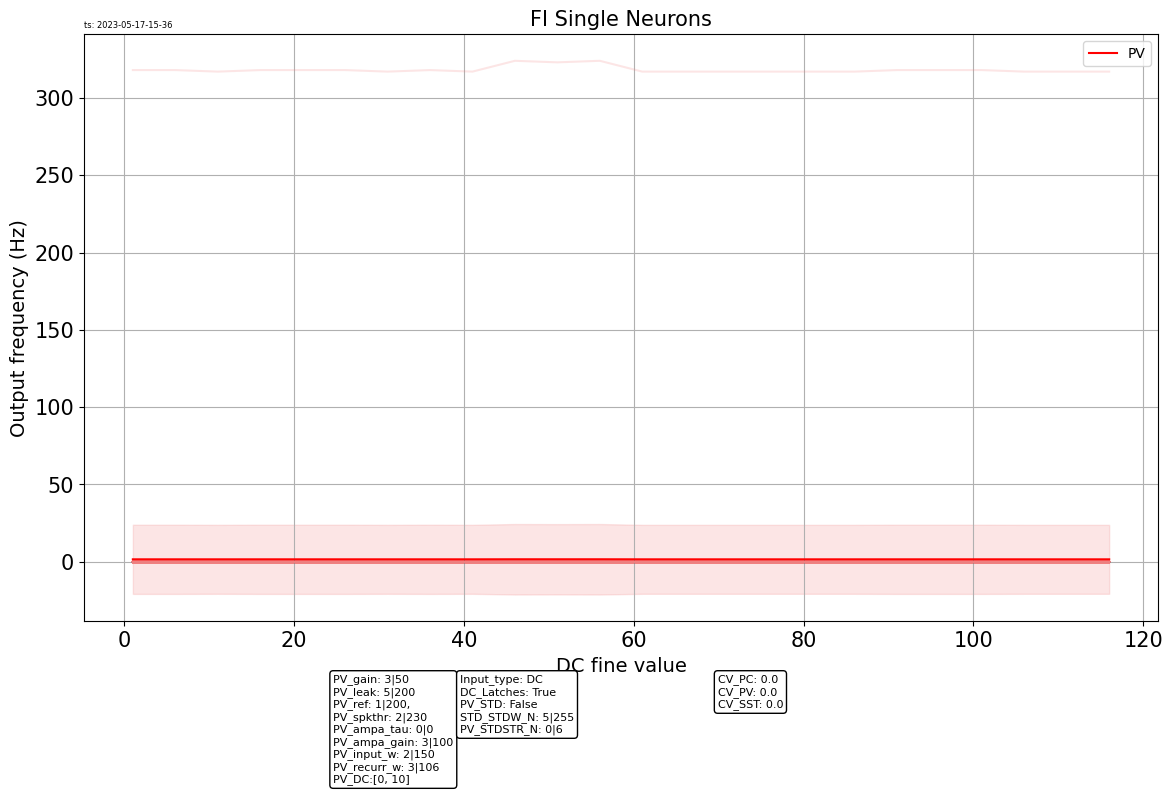 FI Single Neurons
ts: 2023-05-17-15-36
PV
Output frequency (Hz)
300
250
200
150
100
50
0
0 20 40 60 80 100 120
DC fine value
PV_gain: 3|50
PV_leak: 5|200
PV_ref: 1|200,
PV_spkthr: 2|230
PV_ampa_tau: 0|0
PV_ampa_gain: 3|100
PV_input_w: 2|150
PV_recurr_w: 3|106
PV_DC:[0, 10]
Input_type: DC
DC_Latches: True
PV_STD: False
STD_STDW_N: 5|255
PV_STDSTR_N: 0|6
CV_PC: 0.0
CV_PV: 0.0
CV_SST: 0.0